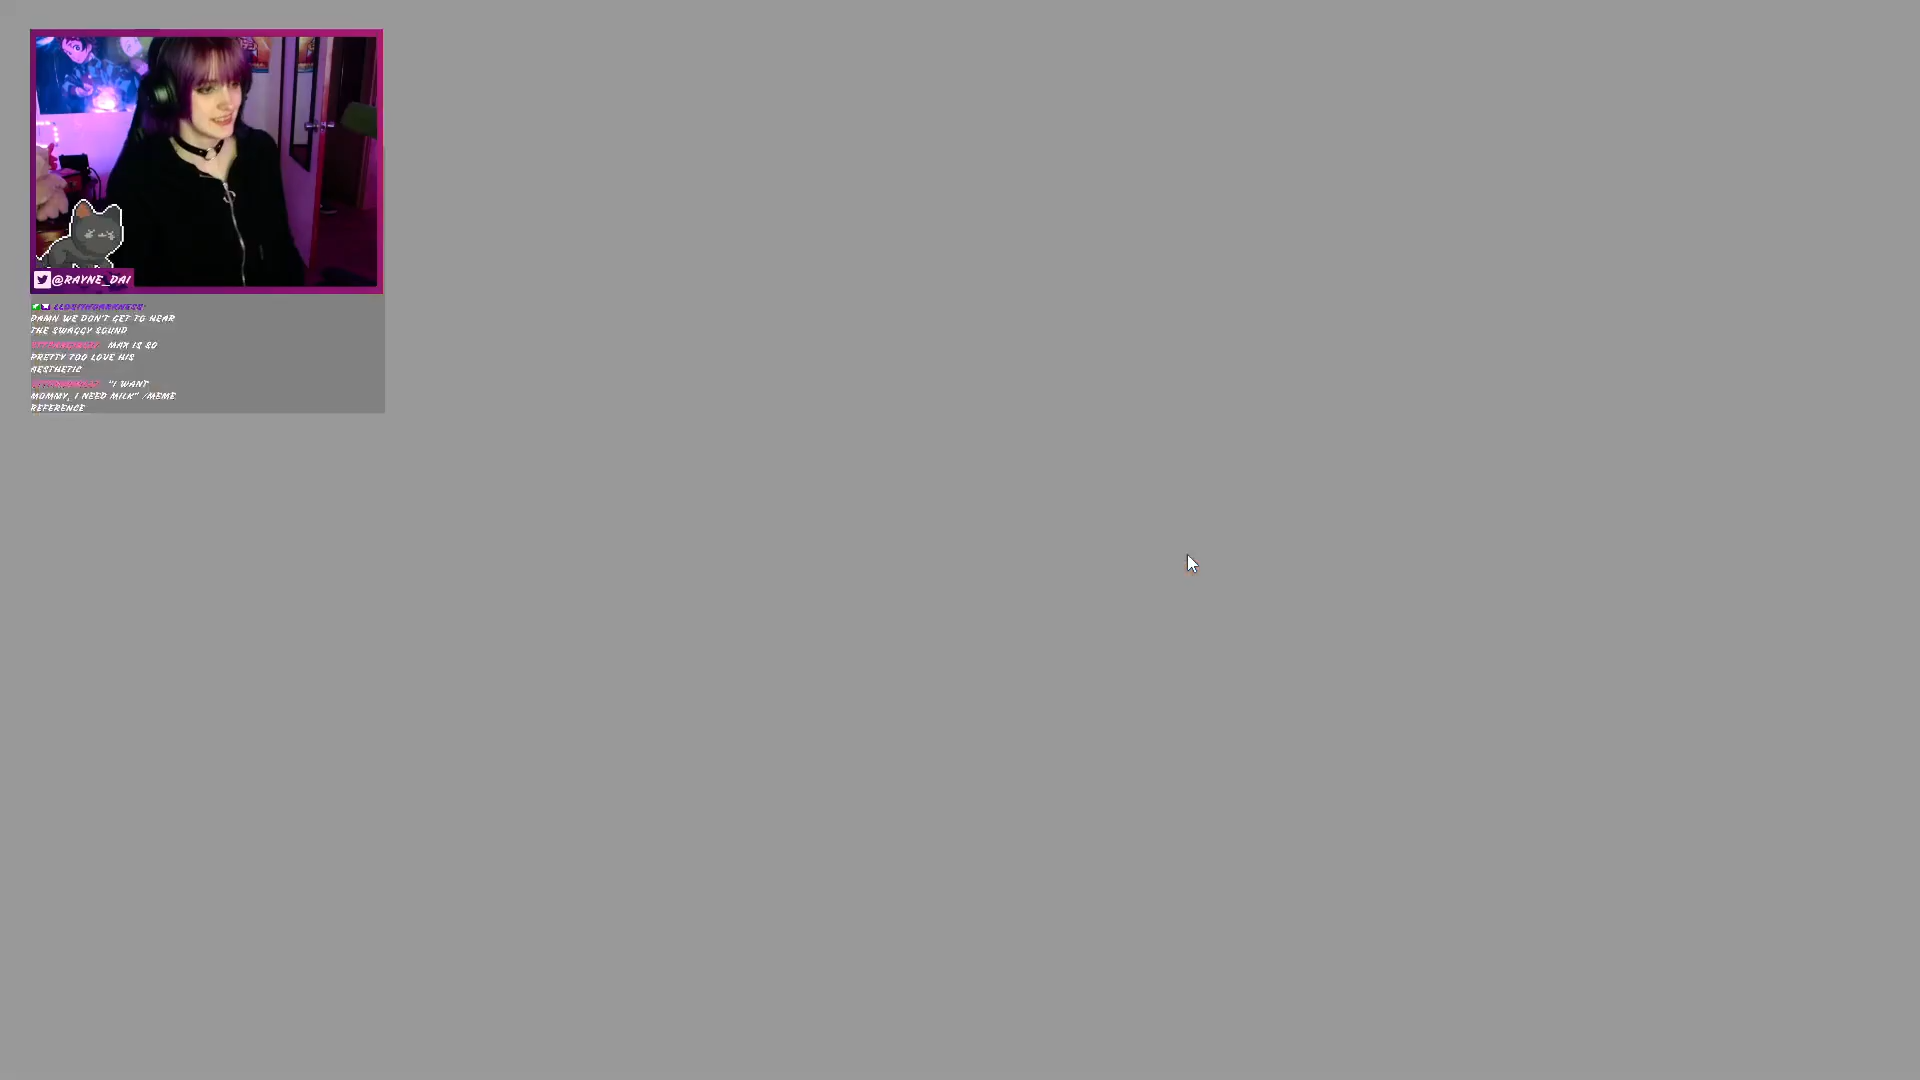 @RAYNE_DAI
DAMN WE DON'T GET TO HEAR
THE SWAGGY SOUND
MAX IS SO
PRETTY TOO LOVE HIS
AESTHETIC
"I WANT
MOMMY, I NEED MILK" /MEME
REFERENCE